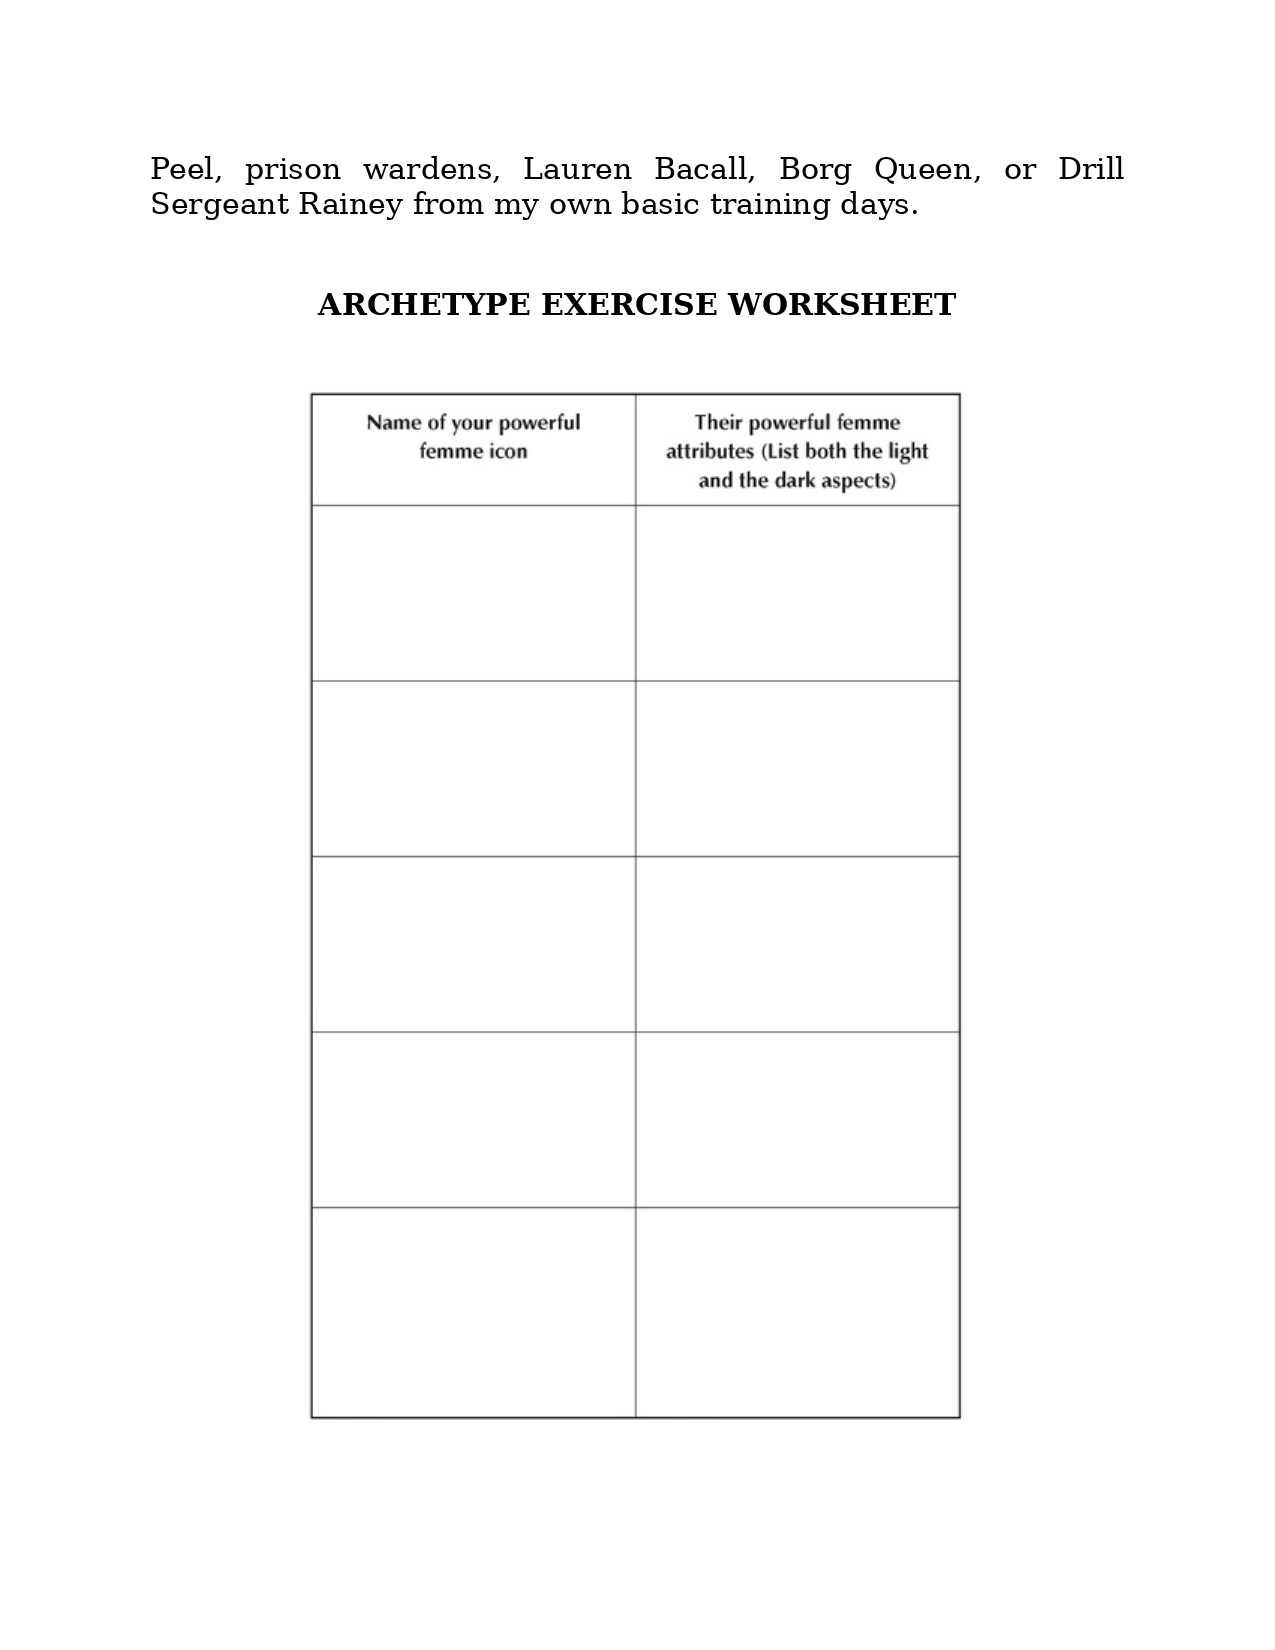 Peel, prison wardens, Lauren Bacall, Borg Queen, or Drill
Sergeant Rainey from my own basic training days.
ARCHETYPE EXERCISE WORKSHEET
Name of your powerful
femme icon
Their powerful femme
attributes (List both the light
and the dark aspects)